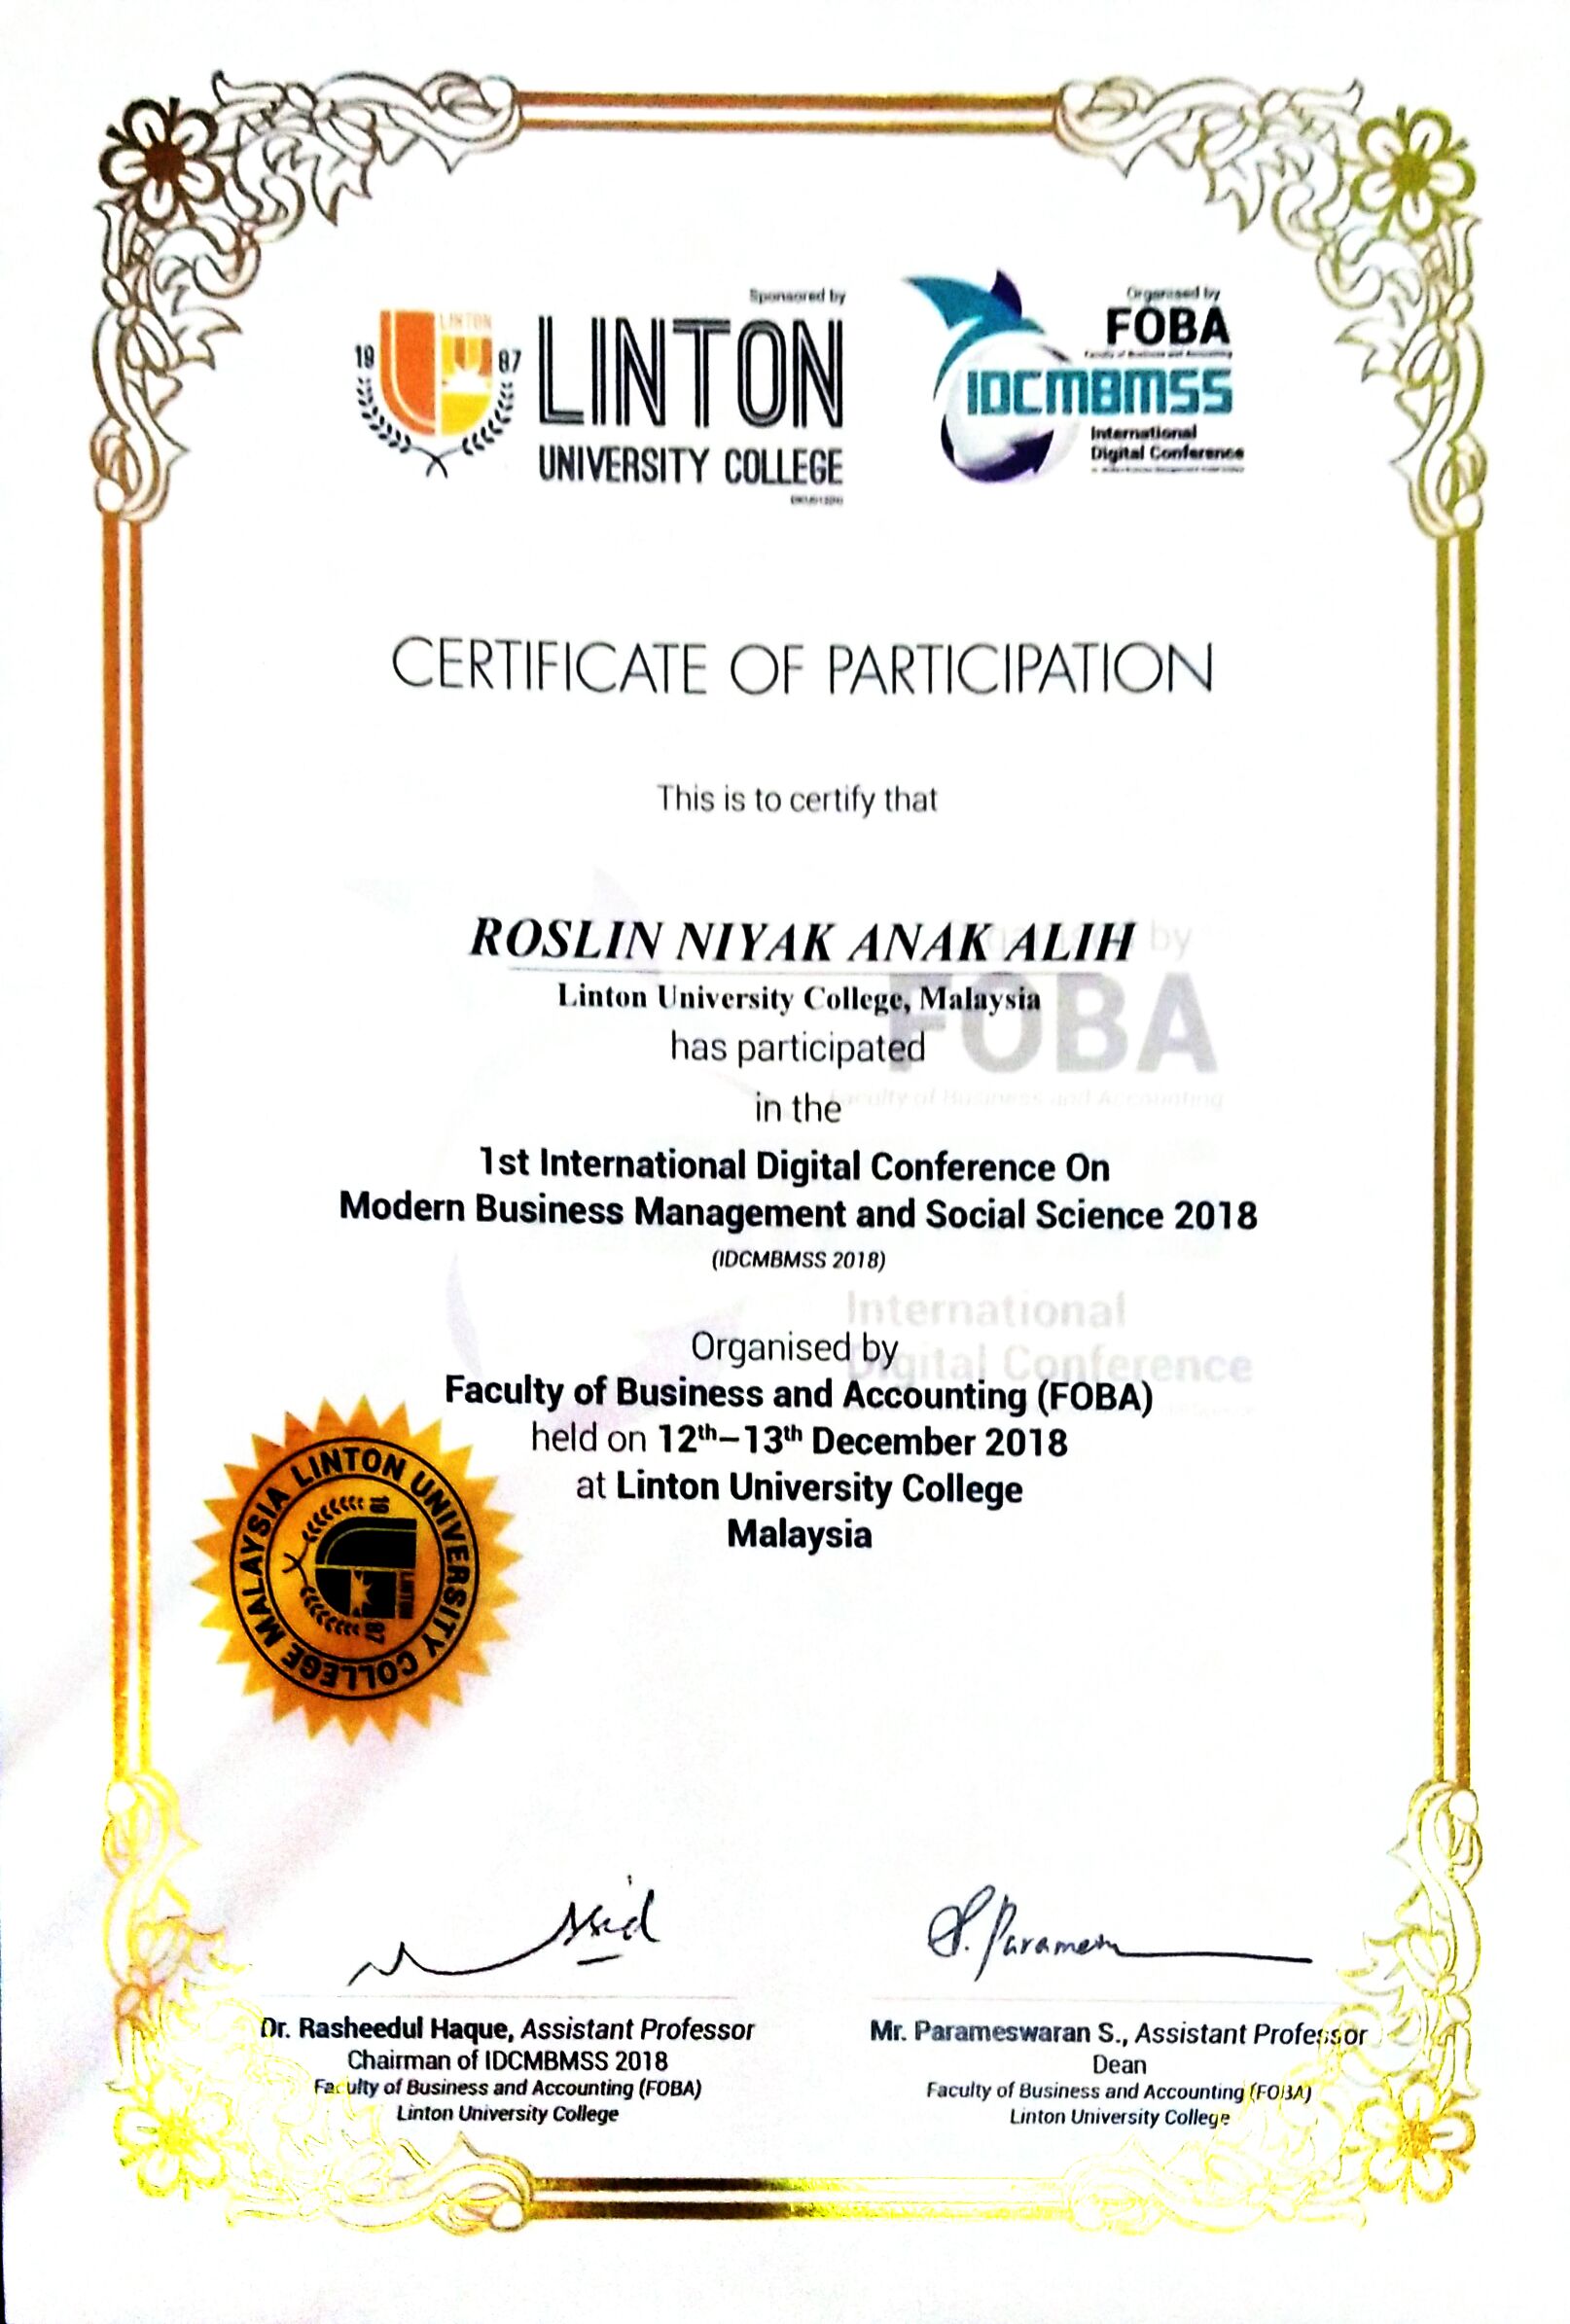 Sponsored by
LINTON
19 87
LINTON
UNIVERSITY COLLEGE
Organised by
FOBA
Faculty of Business and Accounting
IDCMBMSS
International
Digital Conference
CERTIFICATE OF PARTICIPATION
This is to certify that
ROSLIN NIYAK ANAK ALIH
Linton University College, Malaysia
has participated
in the
1st International Digital Conference On
Modern Business Management and Social Science 2018
(IDCMBMSS 2018)
Organised by
Faculty of Business and Accounting (FOBA)
held on 12th–13th December 2018
at Linton University College
Malaysia
by
FOBA
Faculty of Business and Accounting
International
Digital Conference
LINTON UNIVERSITY COLLEGE MALAYSIA
19 87
LINTON
S. Paramesn
Dr. Rasheedul Haque, Assistant Professor
Chairman of IDCMBMSS 2018
Faculty of Business and Accounting (FOBA)
Linton University College
Mr. Parameswaran S., Assistant Professor
Dean
Faculty of Business and Accounting (FOBA)
Linton University College